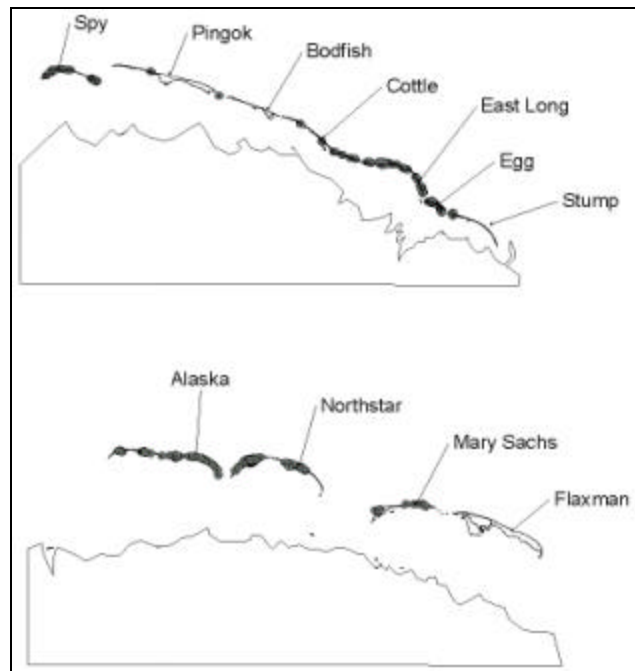 Spy
Pingok
Bodfish
Cottle
East Long
Egg
Stump
Alaska
Northstar
Mary Sachs
Flaxman